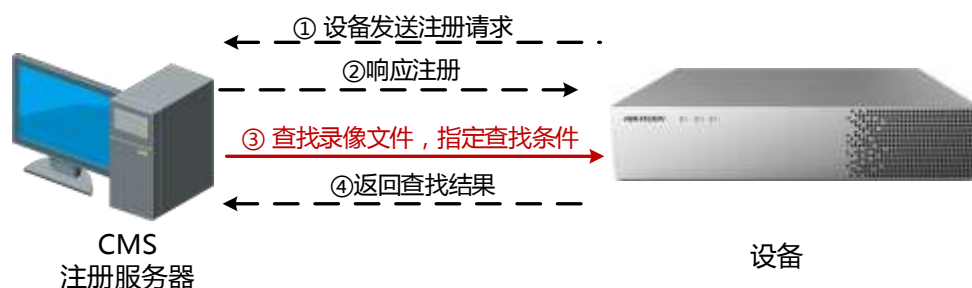 ① 设备发送注册请求
②响应注册
③ 查找录像文件，指定查找条件
④返回查找结果
HIKVISION
CMS
注册服务器
设备